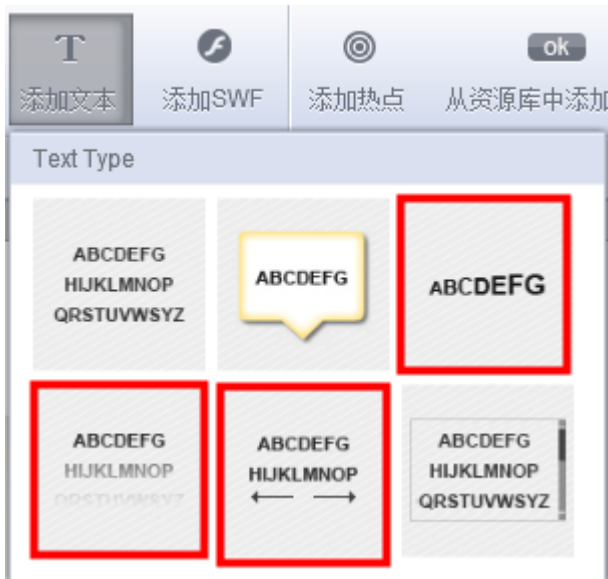 T
ok
添加文本
添加SWF
添加热点
从资源库中添加
Text Type
ABCDEFG
HIJKLMNOP
QRSTUVWSYZ
ABCDEFG
ABCDEFG
ABCDEFG
HIJKLMNOP
QRSTUVWSYZ
ABCDEFG
HIJKLMNOP
ABCDEFG
HIJKLMNOP
QRSTUVWSYZ